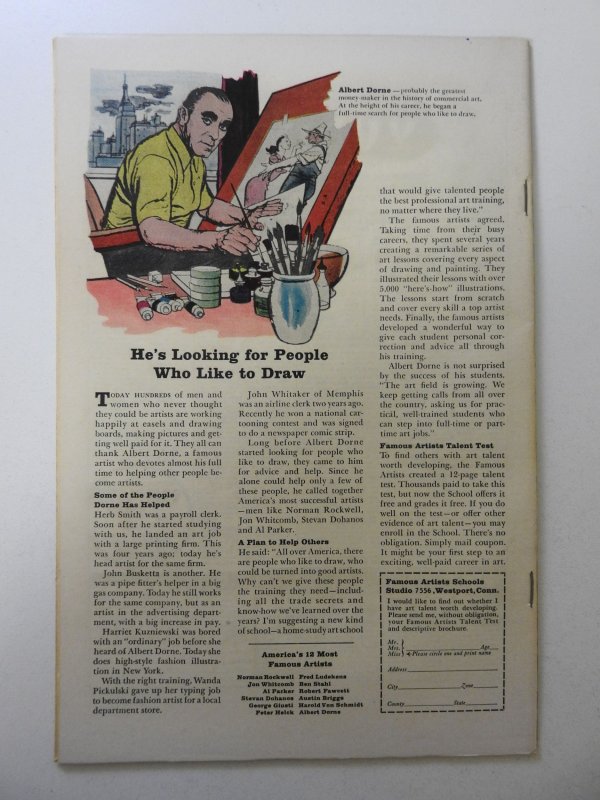 Albert Dorne — probably the greatest
money-maker in the history of commercial art.
At the height of his career, he began a
full-time search for people who like to draw.
He's Looking for People
Who Like to Draw
TODAY HUNDREDS of men and
women who never thought
they could be artists are working
happily at easels and drawing
boards, making pictures and get-
ting well paid for it. They all can
thank Albert Dorne, a famous
artist who devotes almost his full
time to helping other people be-
come artists.
Some of the People
Dorne Has Helped
Herb Smith was a payroll clerk.
Soon after he started studying
with us, he landed an art job
with a large printing firm. This
was four years ago; today he's
head artist for the same firm.
John Busketta is another. He
was a pipe fitter's helper in a big
gas company. Today he still works
for the same company, but as an
artist in the advertising depart-
ment, with a big increase in pay.
Harriet Kuzniewski was bored
with an "ordinary" job before she
heard of Albert Dorne. Today she
does high-style fashion illustra-
tion in New York.
With the right training, Wanda
Pickulski gave up her typing job
to become fashion artist for a local
department store.
John Whitaker of Memphis
was an airline clerk two years ago.
Recently he won a national car-
tooning contest and was signed
to do a newspaper comic strip.
Long before Albert Dorne
started looking for people who
like to draw, they came to him
for advice and help. Since he
alone could help only a few of
these people, he called together
America's most successful artists
—men like Norman Rockwell,
Jon Whitcomb, Stevan Dohanos
and Al Parker.
A Plan to Help Others
He said: "All over America, there
are people who like to draw, who
could be turned into good artists.
Why can't we give these people
the training they need—includ-
ing all the trade secrets and
know-how we've learned over the
years? I'm suggesting a new kind
of school—a home-study art school
America's 12 Most
Famous Artists
Norman Rockwell Fred Ludekens
Jon Whitcomb Ben Stahl
Al Parker Robert Fawcett
Stevan Dohanos Austin Briggs
George Giusti Harold Von Schmidt
Peter Helck Albert Dorne
that would give talented people
the best professional art training,
no matter where they live."
The famous artists agreed.
Taking time from their busy
careers, they spent several years
creating a remarkable series of
art lessons covering every aspect
of drawing and painting. They
illustrated their lessons with over
5,000 "here's-how" illustrations.
The lessons start from scratch
and cover every skill a top artist
needs. Finally, the famous artists
developed a wonderful way to
give each student personal cor-
rection and advice all through
his training.
Albert Dorne is not surprised
by the success of his students.
"The art field is growing. We
keep getting calls from all over
the country, asking us for prac-
tical, well-trained students who
can step into full-time or part-
time art jobs."
Famous Artists Talent Test
To find others with art talent
worth developing, the Famous
Artists created a 12-page talent
test. Thousands paid to take this
test, but now the School offers it
free and grades it free. If you do
well on the test—or offer other
evidence of art talent—you may
enroll in the School. There's no
obligation. Simply mail coupon.
It might be your first step to an
exciting, well-paid career in art.
Famous Artists Schools
Studio 7556, Westport, Conn.
I would like to find out whether I
have art talent worth developing.
Please send me, without obligation,
your Famous Artists Talent Test
and descriptive brochure.
Mr.
Mrs. Age
Miss Please circle one and print name
Address
City Zone
County State